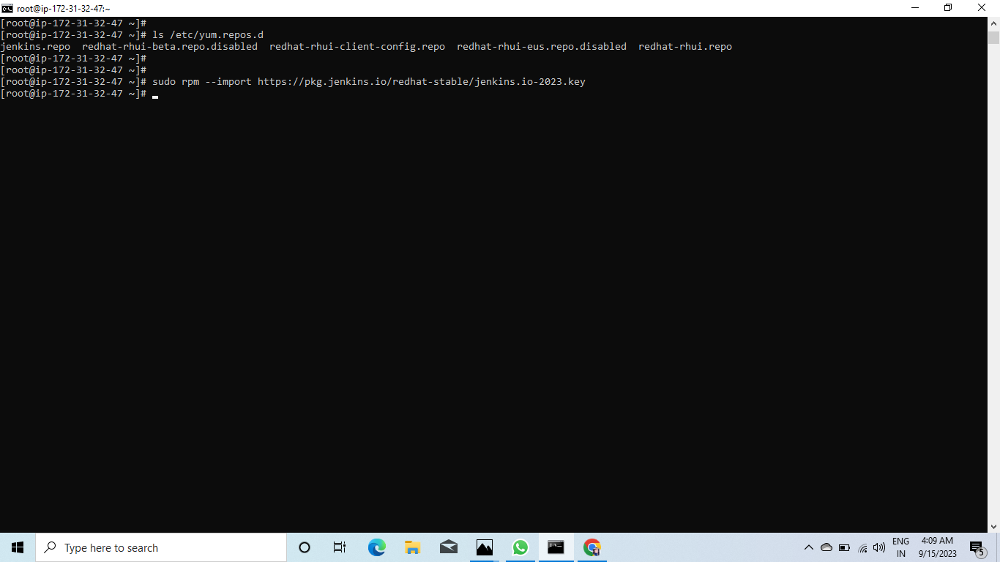 root@ip-172-31-32-47:~
[root@ip-172-31-32-47 ~]#
[root@ip-172-31-32-47 ~]# ls /etc/yum.repos.d
jenkins.repo  redhat-rhui-beta.repo.disabled  redhat-rhui-client-config.repo  redhat-rhui-eus.repo.disabled  redhat-rhui.repo
[root@ip-172-31-32-47 ~]#
[root@ip-172-31-32-47 ~]#
[root@ip-172-31-32-47 ~]# sudo rpm --import https://pkg.jenkins.io/redhat-stable/jenkins.io-2023.key
[root@ip-172-31-32-47 ~]#
Type here to search
ENG
IN
4:09 AM
9/15/2023
5